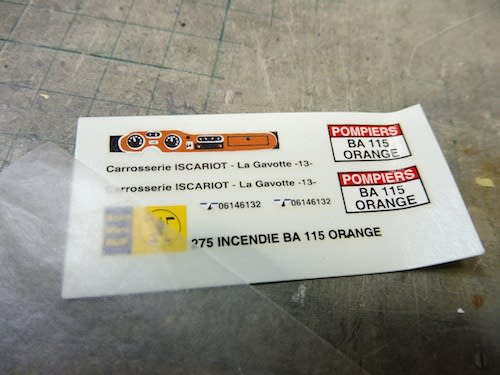 Carrosserie ISCARIOT - La Gavotte -13-
Carrosserie ISCARIOT - La Gavotte -13-
06146132
06146132
275 INCENDIE BA 115 ORANGE
POMPIERS
BA 115
ORANGE
POMPIERS
BA 115
ORANGE